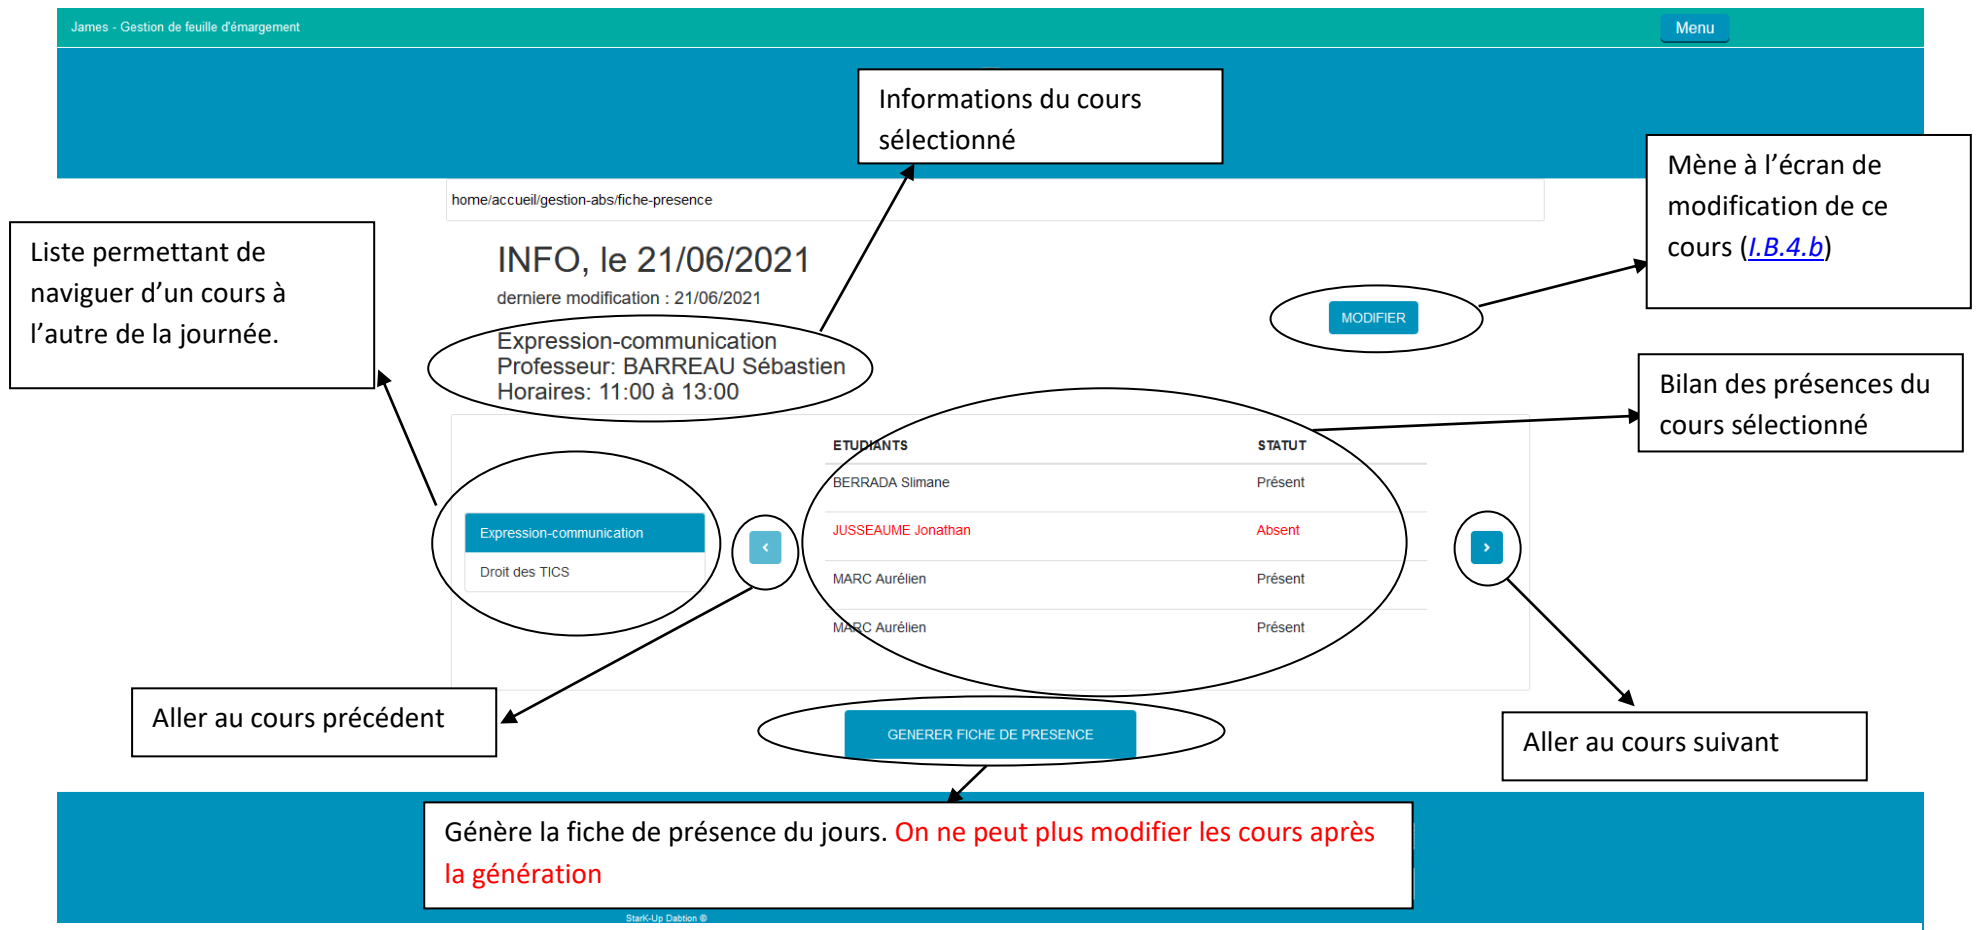 James - Gestion de feuille d'émargement
Menu
Informations du cours
sélectionné
Mène à l’écran de
modification de ce
cours (I.B.4.b)
home/accueil/gestion-abs/fiche-presence
Liste permettant de
naviguer d’un cours à
l’autre de la journée.
INFO, le 21/06/2021
derniere modification : 21/06/2021
MODIFIER
Expression-communication
Professeur: BARREAU Sébastien
Horaires: 11:00 à 13:00
Bilan des présences du
cours sélectionné
ETUDIANTS STATUT
BERRADA Slimane Présent
JUSSEAUME Jonathan Absent
MARC Aurélien Présent
MARC Aurélien Présent
Expression-communication
Droit des TICS
Aller au cours précédent
GENERER FICHE DE PRESENCE
Aller au cours suivant
Génère la fiche de présence du jours. On ne peut plus modifier les cours après
la génération
StarK-Up Dabtion ©